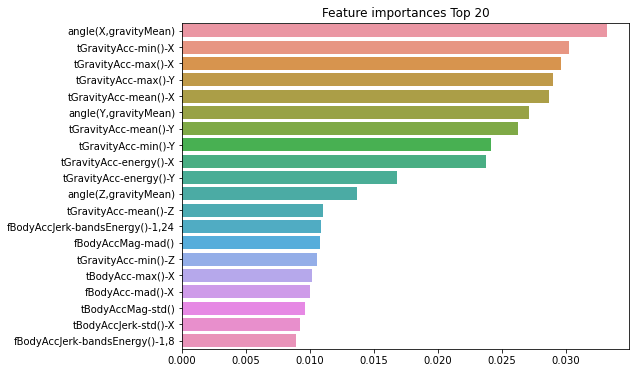 Feature importances Top 20
angle(X,gravityMean)
tGravityAcc-min()-X
tGravityAcc-max()-X
tGravityAcc-max()-Y
tGravityAcc-mean()-X
angle(Y,gravityMean)
tGravityAcc-mean()-Y
tGravityAcc-min()-Y
tGravityAcc-energy()-X
tGravityAcc-energy()-Y
angle(Z,gravityMean)
tGravityAcc-mean()-Z
fBodyAccJerk-bandsEnergy()-1,24
fBodyAccMag-mad()
tGravityAcc-min()-Z
tBodyAcc-max()-X
fBodyAcc-mad()-X
tBodyAccMag-std()
tBodyAccJerk-std()-X
fBodyAccJerk-bandsEnergy()-1,8
0.000 0.005 0.010 0.015 0.020 0.025 0.030